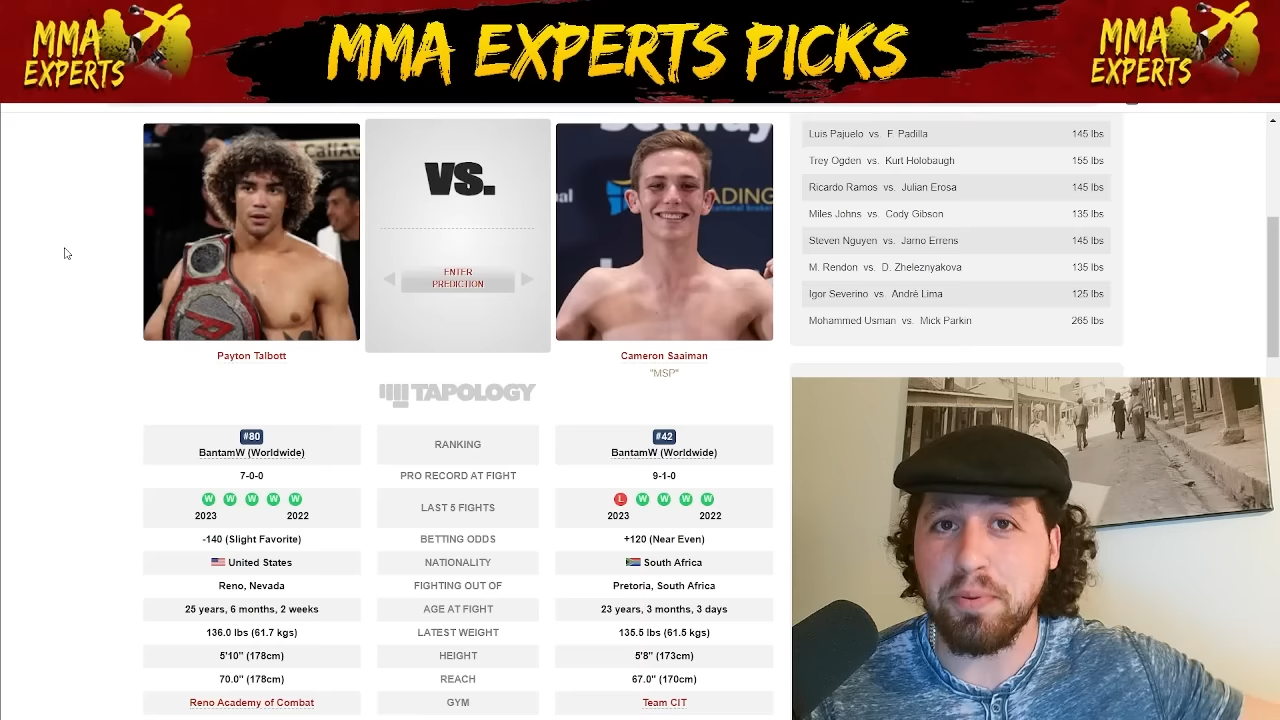 MMA
EXPERTS
MMA EXPERTS PICKS
MMA
EXPERTS
CaliA
VS.
ENTER
PREDICTION
nal
ADING
Payton Talbott
Cameron Saaiman
"MSP"
TAPOLOGY
#80
BantamW (Worldwide)
RANKING
#42
BantamW (Worldwide)
7-0-0
PRO RECORD AT FIGHT
9-1-0
W W W W W
2023 2022
LAST 5 FIGHTS
L W W W W
2023 2022
-140 (Slight Favorite)
BETTING ODDS
+120 (Near Even)
United States
NATIONALITY
South Africa
Reno, Nevada
FIGHTING OUT OF
Pretoria, South Africa
25 years, 6 months, 2 weeks
AGE AT FIGHT
23 years, 3 months, 3 days
136.0 lbs (61.7 kgs)
LATEST WEIGHT
135.5 lbs (61.5 kgs)
5'10" (178cm)
HEIGHT
5'8" (173cm)
70.0" (178cm)
REACH
67.0" (170cm)
Reno Academy of Combat
GYM
Team CIT
Luis Pajuelo vs. F. Padilla 145 lbs
Trey Ogden vs. Kurt Holobaugh 155 lbs
Ricardo Ramos vs. Julian Erosa 145 lbs
Miles Johns vs. Cody Gibson 135 lbs
Steven Nguyen vs. Jarno Errens 145 lbs
M. Rendon vs. D. Zheleznyakova 135 lbs
Igor Severino vs. André Lima 125 lbs
Mohammed Usman vs. Mick Parkin 265 lbs